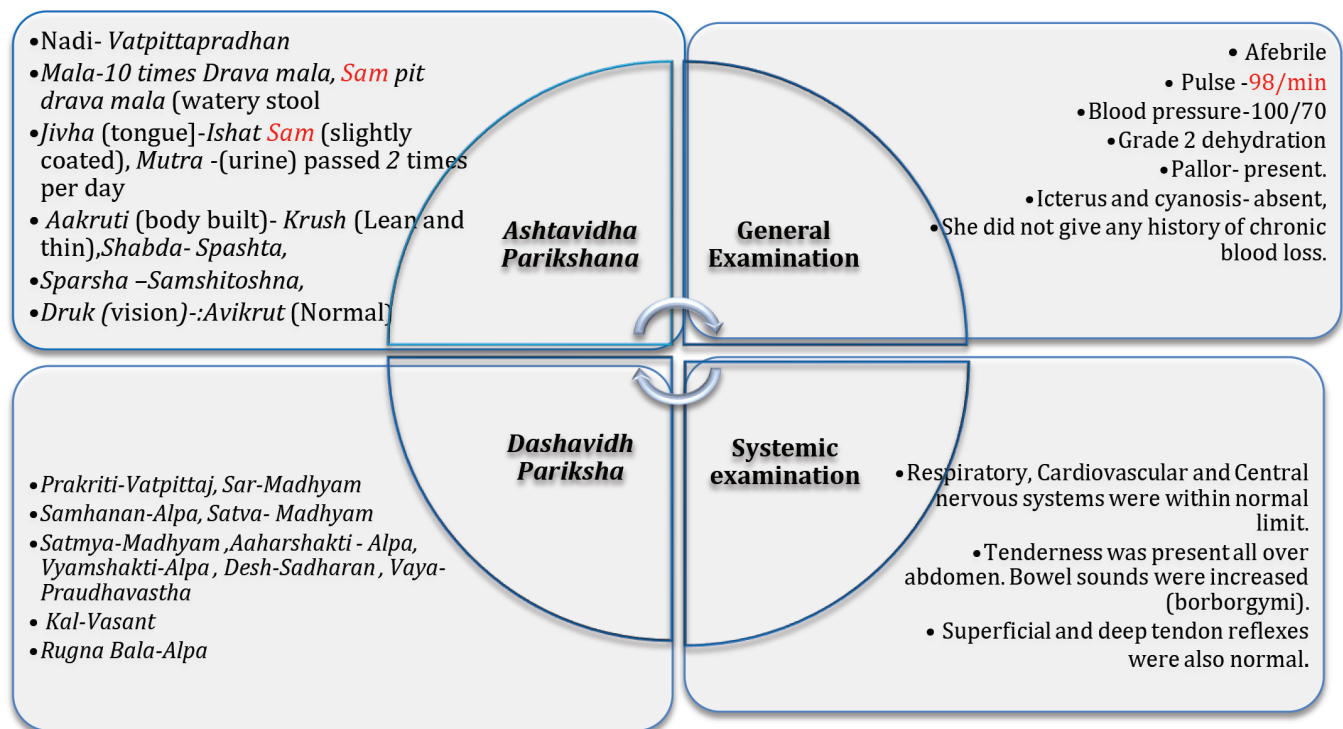 •Nadi- Vatpittapradhan
•Mala-10 times Drava mala, Sam pit
drava mala (watery stool
•Jivha (tongue]-Ishat Sam (slightly
coated), Mutra -(urine) passed 2 times
per day
• Aakruti (body built)- Krush (Lean and
thin),Shabda- Spashta,
•Sparsha –Samshitoshna,
•Druk (vision)-:Avikrut (Normal)
Ashtavidha
Parikshana
• Afebrile
• Pulse -98/min
•Blood pressure-100/70
•Grade 2 dehydration
•Pallor- present.
•Icterus and cyanosis- absent,
•She did not give any history of chronic
blood loss.
General
Examination
•Prakriti-Vatpittaj, Sar-Madhyam
•Samhanan-Alpa, Satva- Madhyam
•Satmya-Madhyam ,Aaharshakti - Alpa,
Vyamshakti-Alpa , Desh-Sadharan , Vaya-
Praudhavastha
• Kal-Vasant
•Rugna Bala-Alpa
Dashavidh
Pariksha
Systemic
examination
•Respiratory, Cardiovascular and Central
nervous systems were within normal
limit.
•Tenderness was present all over
abdomen. Bowel sounds were increased
(borborgymi).
• Superficial and deep tendon reflexes
were also normal.